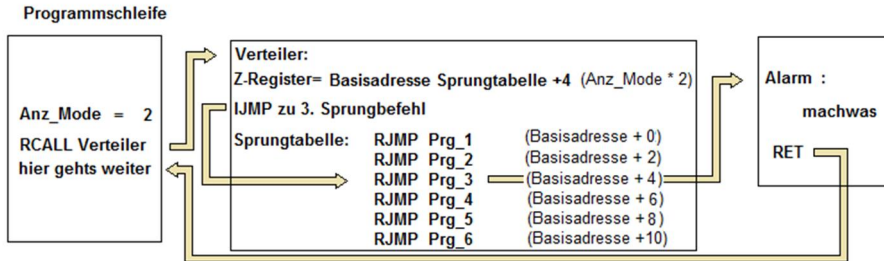 Programmschleife
Anz_Mode = 2
RCALL Verteiler
hier gehts weiter
Verteiler:
Z-Register= Basisadresse Sprungtabelle +4 (Anz_Mode * 2)
IJMP zu 3. Sprungbefehl
Sprungtabelle: RJMP Prg_1 (Basisadresse + 0)
RJMP Prg_2 (Basisadresse + 2)
RJMP Prg_3 (Basisadresse + 4)
RJMP Prg_4 (Basisadresse + 6)
RJMP Prg_5 (Basisadresse + 8)
RJMP Prg_6 (Basisadresse +10)
Alarm :
machwas
RET